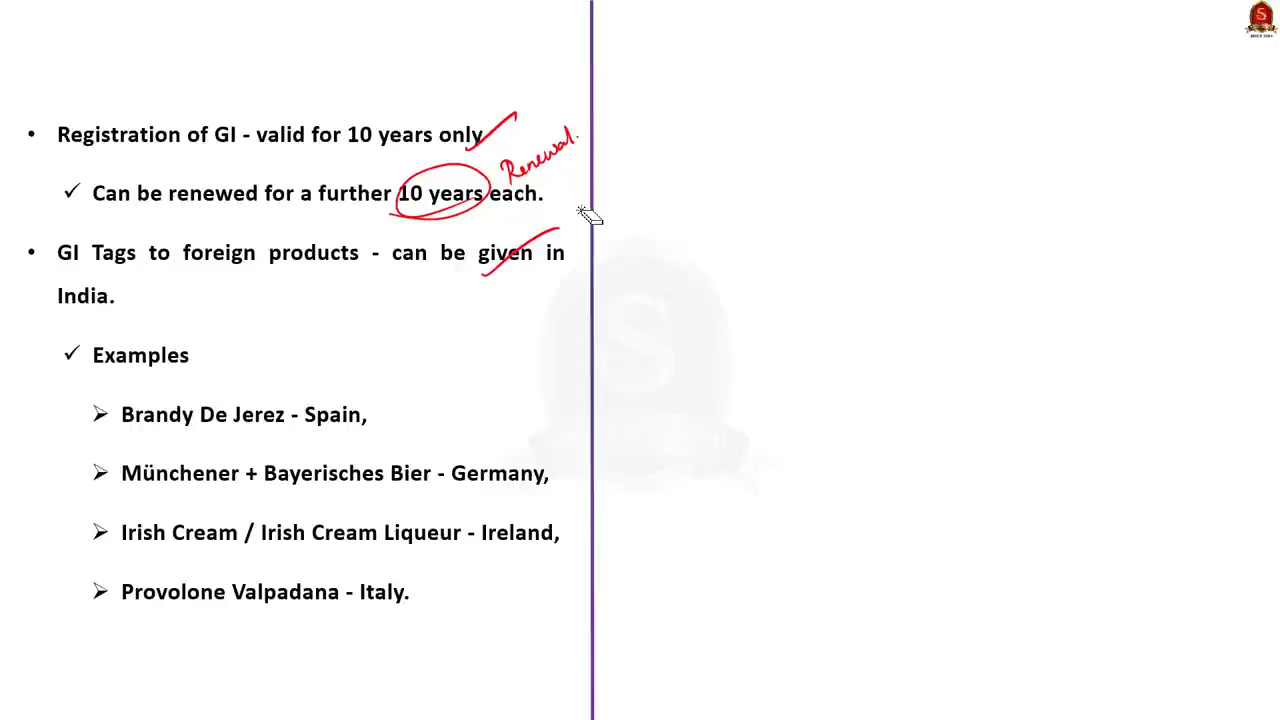 • Registration of GI - valid for 10 years only
Renewal.
✓ Can be renewed for a further 10 years each.
• GI Tags to foreign products - can be given in
India.
✓ Examples
➢ Brandy De Jerez - Spain,
➢ Münchener + Bayerisches Bier - Germany,
➢ Irish Cream / Irish Cream Liqueur - Ireland,
➢ Provolone Valpadana - Italy.
S
S